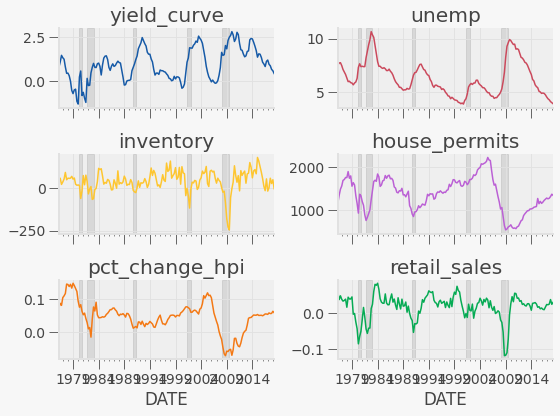 yield_curve
unemp
2.5
0.0
10
5
inventory
house_permits
0
-250
2000
1000
pct_change_hpi
retail_sales
0.1
0.0
0.0
-0.1
1979 1984 1989 1994 1999 2004 2009 2014
1979 1984 1989 1994 1999 2004 2009 2014
DATE
DATE